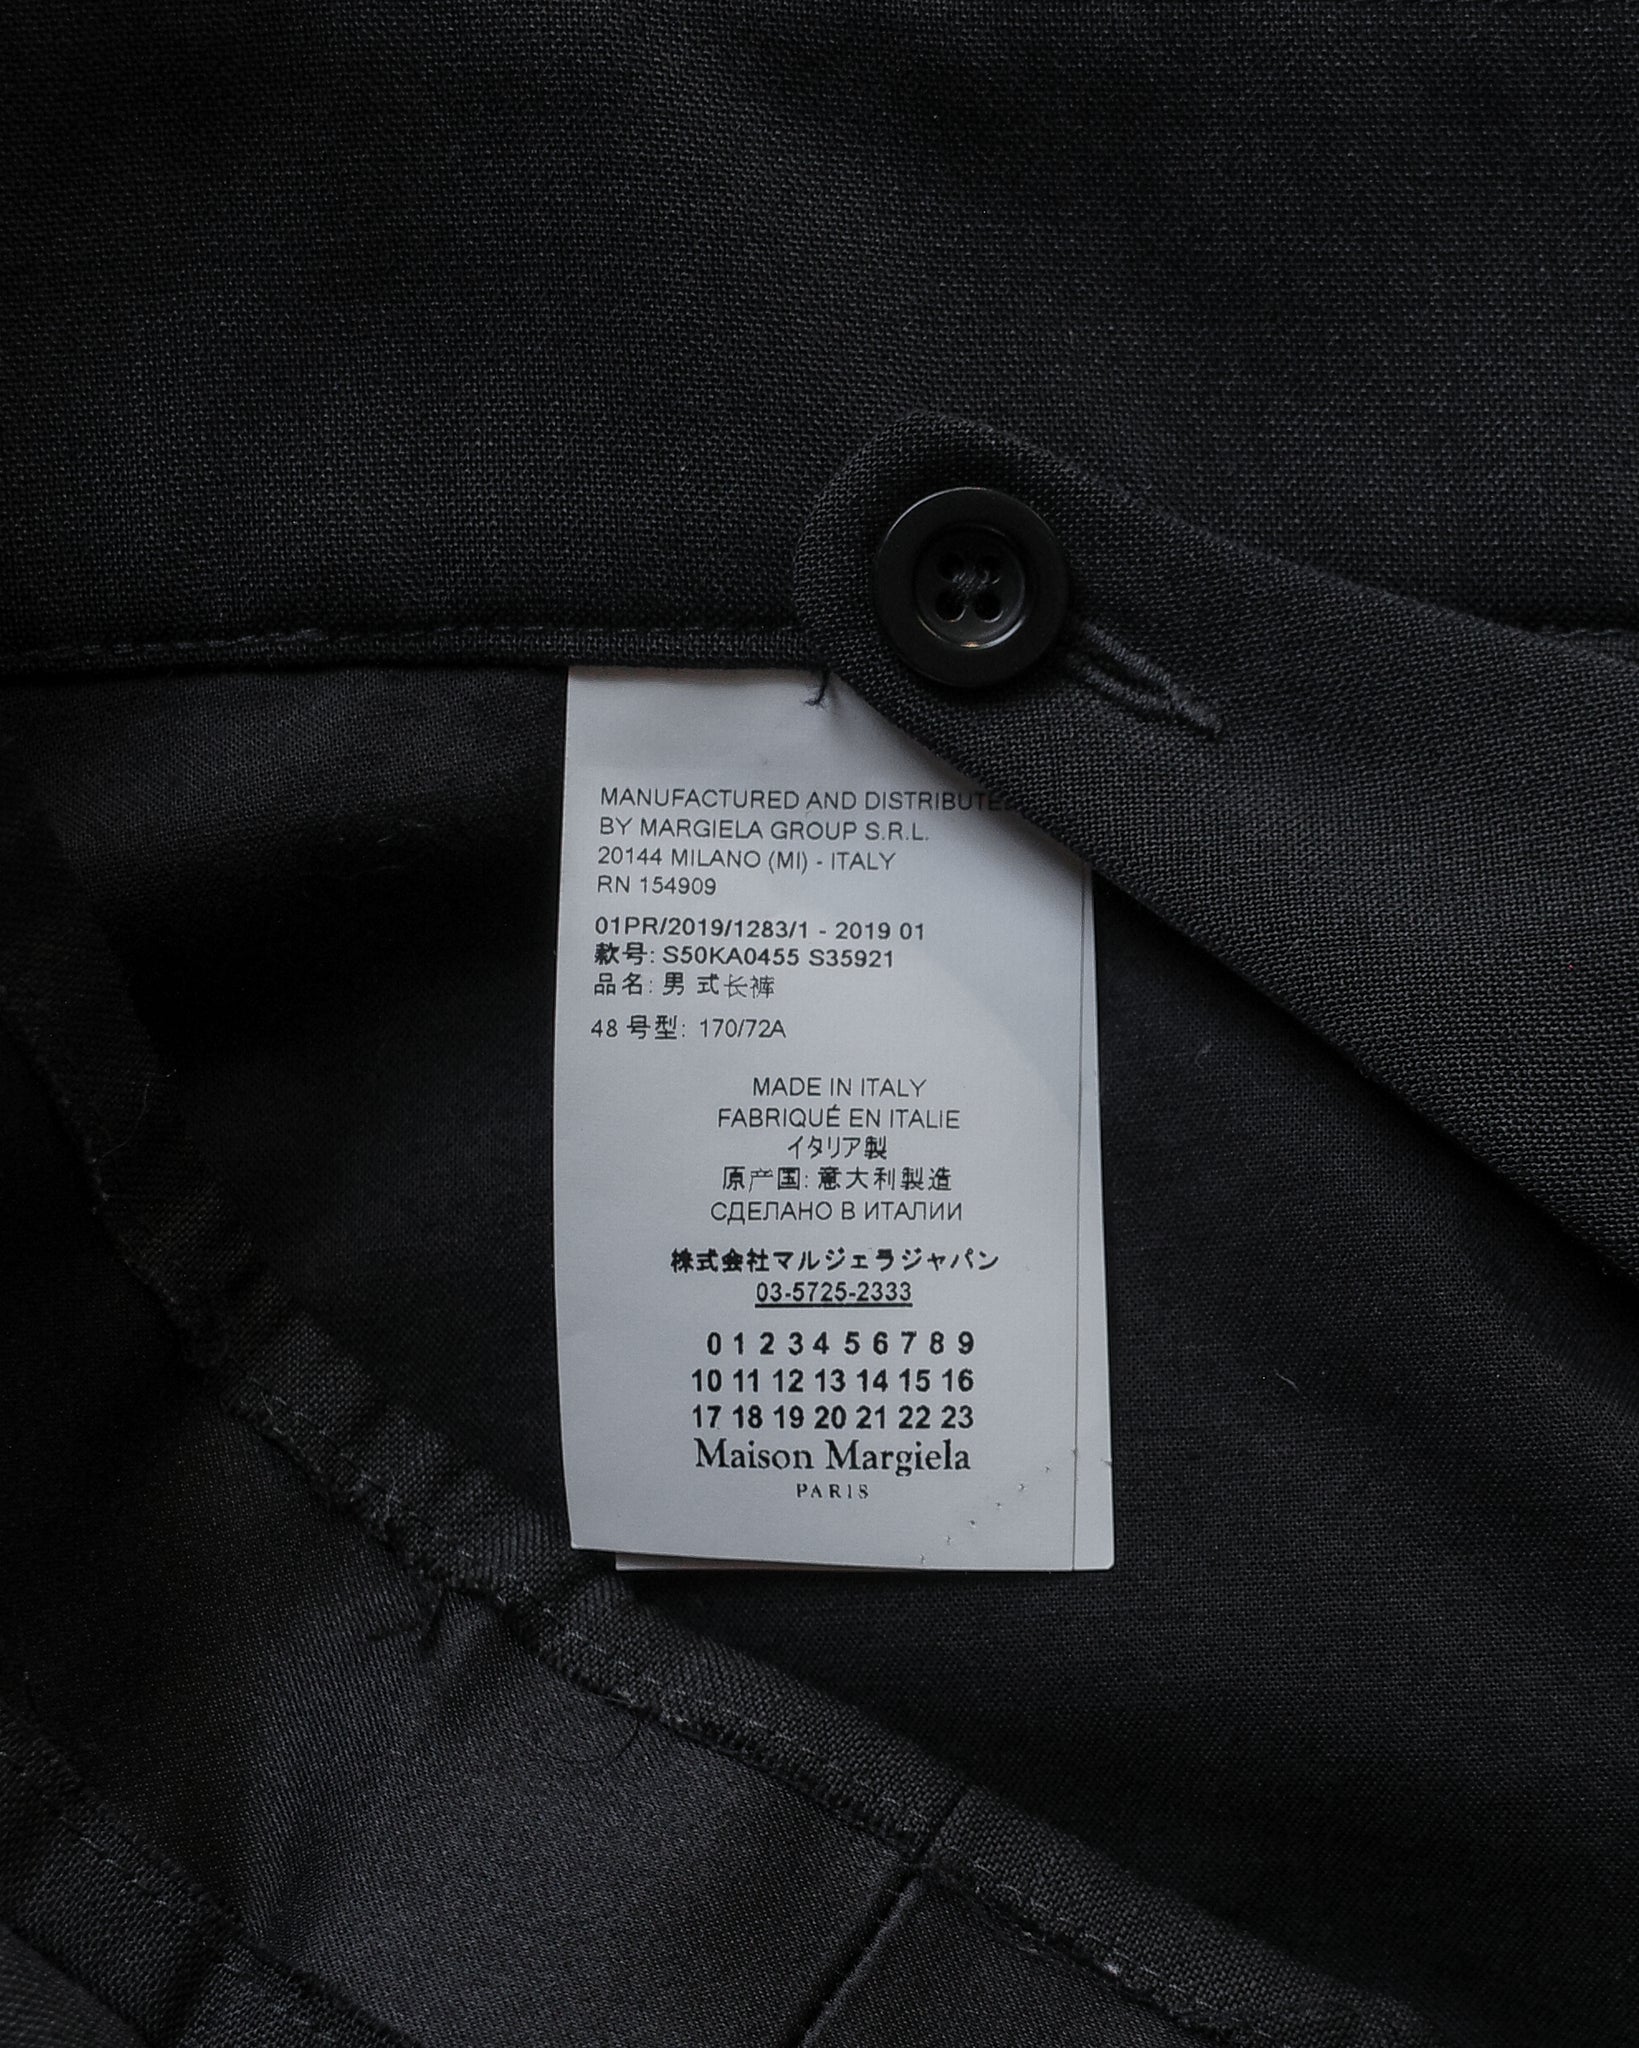 MANUFACTURED AND DISTRIBUTED
BY MARGIELA GROUP S.R.L.
20144 MILANO (MI) - ITALY
RN 154909
01PR/2019/1283/1 - 2019 01
款号: S50KA0455 S35921
品名: 男 式长裤
48 号型: 170/72A
MADE IN ITALY
FABRIQUÉ EN ITALIE
イタリア製
原产国: 意大利製造
СДЕЛАНО В ИТАЛИИ
株式会社マルジェラジャパン
03-5725-2333
0 1 2 3 4 5 6 7 8 9
10 11 12 13 14 15 16
17 18 19 20 21 22 23
Maison Margiela
PARIS